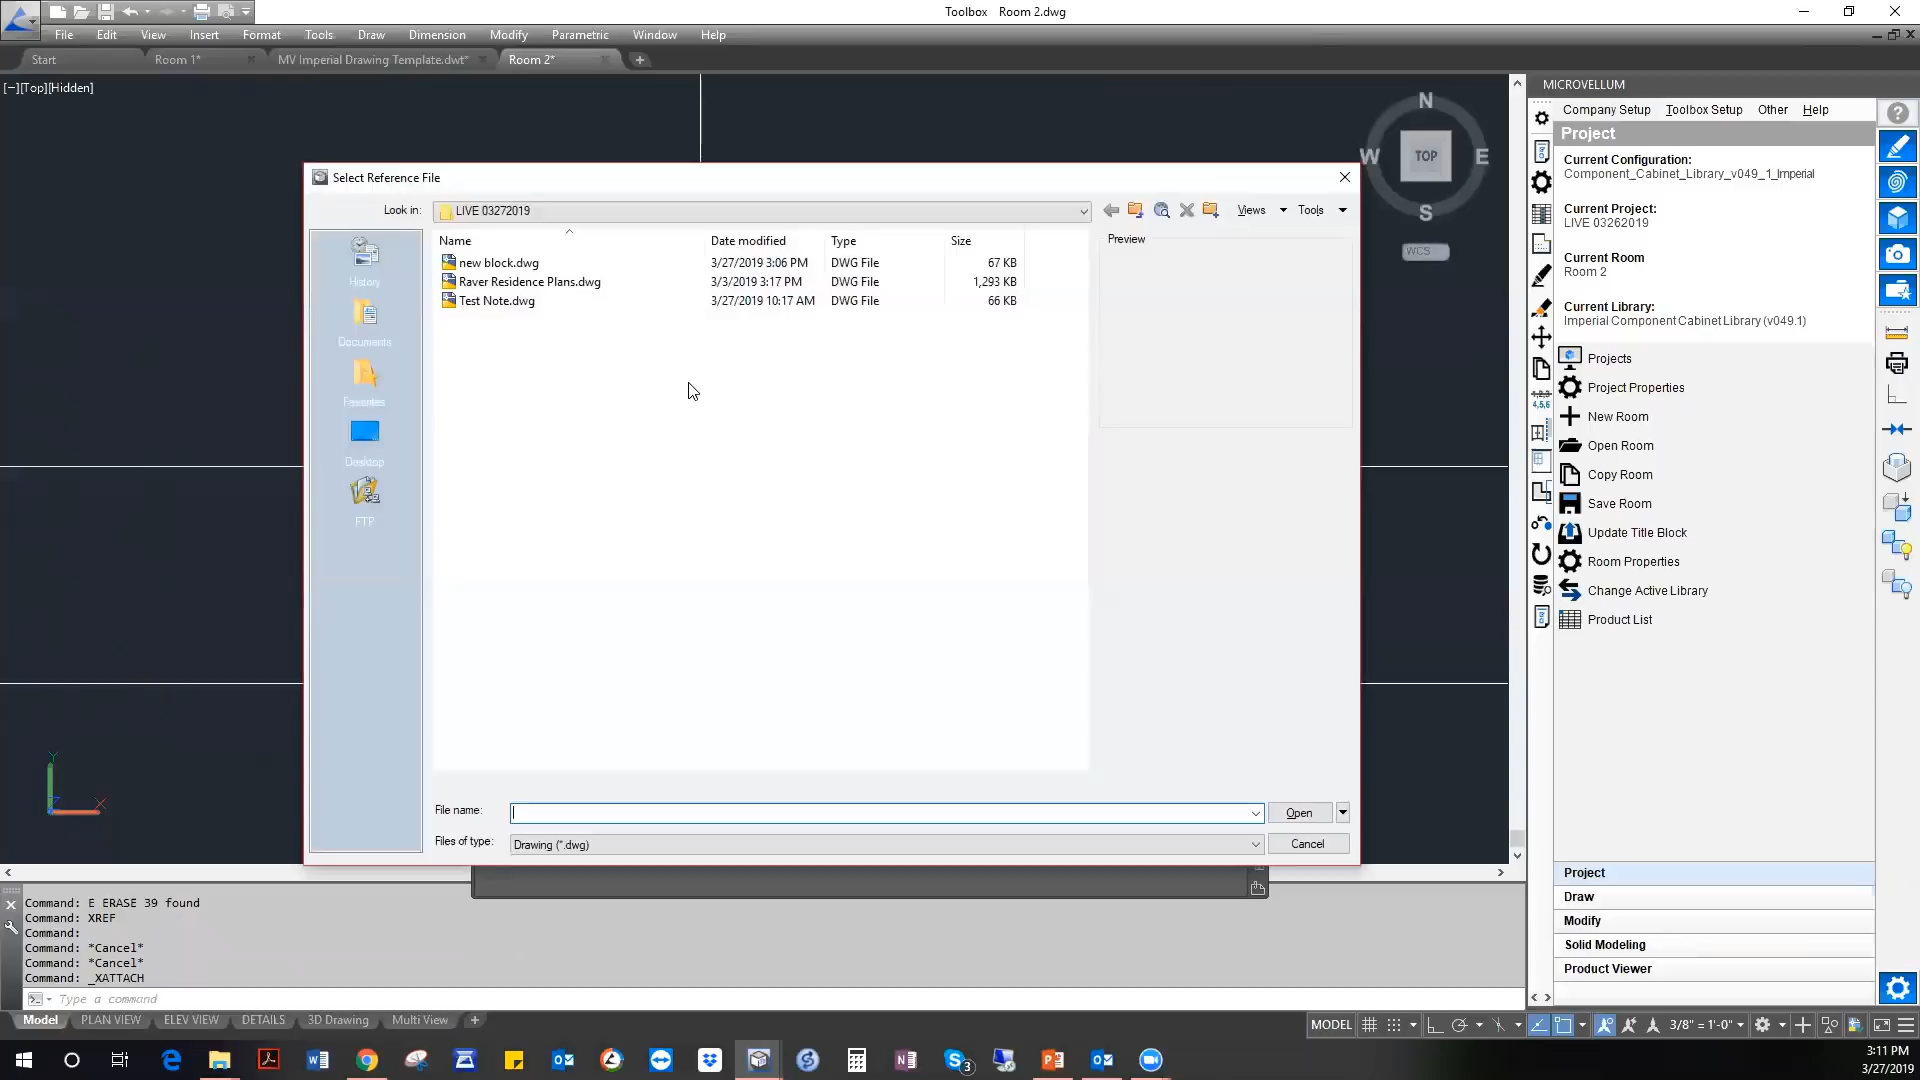 Toolbox Room 2.dwg
File Edit View Insert Format Tools Draw Dimension Modify Parametric Window Help
Start Room 1* MV Imperial Drawing Template.dwt* Room 2*
[−][Top][Hidden]
N
W TOP E
S
WCS
Select Reference File
Look in: LIVE 03272019 Views Tools
Name Date modified Type Size
new block.dwg 3/27/2019 3:06 PM DWG File 67 KB
Raver Residence Plans.dwg 3/3/2019 3:17 PM DWG File 1,293 KB
Test Note.dwg 3/27/2019 10:17 AM DWG File 66 KB
Preview
History
Documents
Favorites
Desktop
FTP
File name: Open
Files of type: Drawing (*.dwg) Cancel
Y
X
Z
MICROVELLUM
Company Setup Toolbox Setup Other Help
Project
Current Configuration:
Component_Cabinet_Library_v049_1_Imperial
Current Project:
LIVE 03262019
Current Room
Room 2
Current Library:
Imperial Component Cabinet Library (v049.1)
Projects
Project Properties
New Room
Open Room
Copy Room
Save Room
Update Title Block
Room Properties
Change Active Library
Product List
1,2,3
4,5,6
Project
Draw
Modify
Solid Modeling
Product Viewer
Command: E ERASE 39 found
Command: XREF
Command:
Command: *Cancel*
Command: *Cancel*
Command: _XATTACH
Type a command
Model PLAN VIEW ELEV VIEW DETAILS 3D Drawing Multi View +
MODEL 3/8" = 1'-0"
3:11 PM
3/27/2019